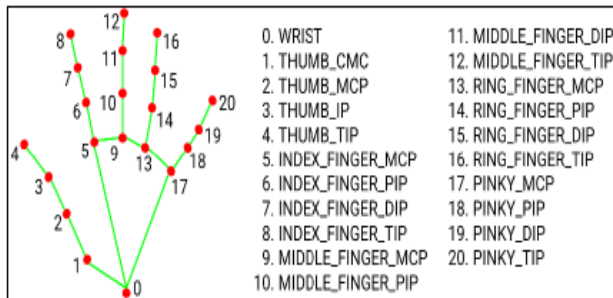 12
8
16
11
7
15
20
6
10
14
19
4
5
9
13
18
3
17
2
1
0
0. WRIST
1. THUMB_CMC
2. THUMB_MCP
3. THUMB_IP
4. THUMB_TIP
5. INDEX_FINGER_MCP
6. INDEX_FINGER_PIP
7. INDEX_FINGER_DIP
8. INDEX_FINGER_TIP
9. MIDDLE_FINGER_MCP
10. MIDDLE_FINGER_PIP
11. MIDDLE_FINGER_DIP
12. MIDDLE_FINGER_TIP
13. RING_FINGER_MCP
14. RING_FINGER_PIP
15. RING_FINGER_DIP
16. RING_FINGER_TIP
17. PINKY_MCP
18. PINKY_PIP
19. PINKY_DIP
20. PINKY_TIP